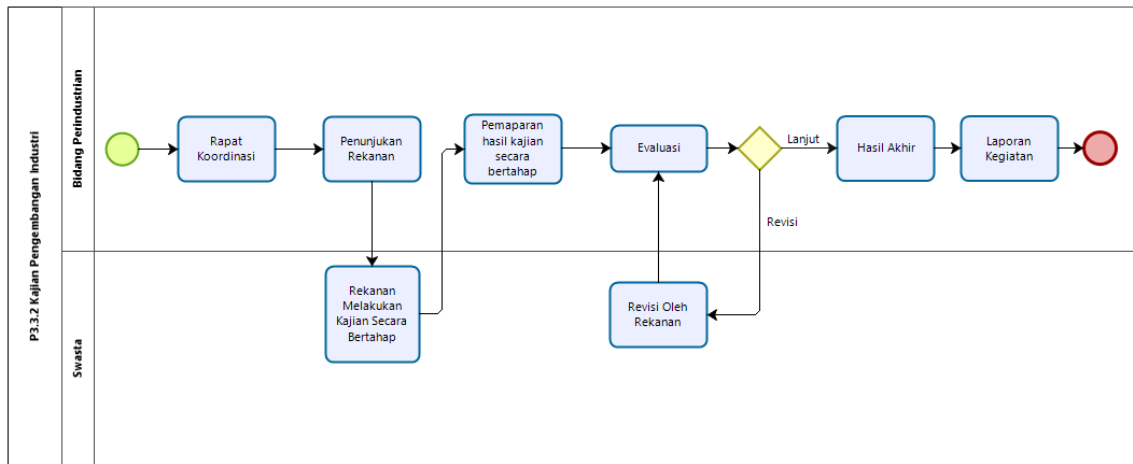 P3.3.2 Kajian Pengembangan Industri
Bidang Perindustrian
Rapat
Koordinasi
Penunjukan
Rekanan
Pemaparan
hasil kajian
secara
bertahap
Evaluasi
Lanjut
Hasil Akhir
Laporan
Kegiatan
Revisi
Swasta
Rekanan
Melakukan
Kajian Secara
Bertahap
Revisi Oleh
Rekanan